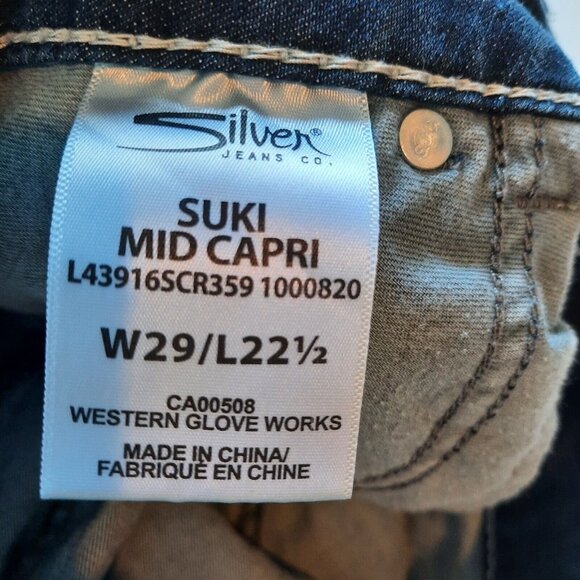 Silver®
JEANS CO.
SUKI
MID CAPRI
L43916SCR359 1000820
W29/L22½
CA00508
WESTERN GLOVE WORKS
MADE IN CHINA/
FABRIQUÉ EN CHINE